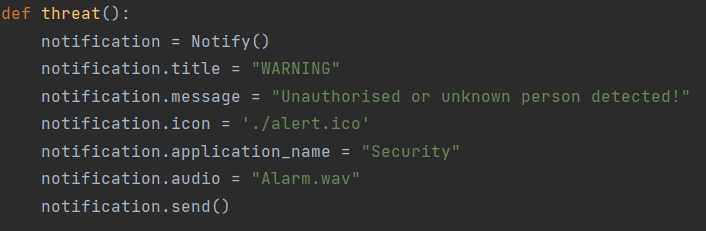 def threat():
    notification = Notify()
    notification.title = "WARNING"
    notification.message = "Unauthorised or unknown person detected!"
    notification.icon = './alert.ico'
    notification.application_name = "Security"
    notification.audio = "Alarm.wav"
    notification.send()